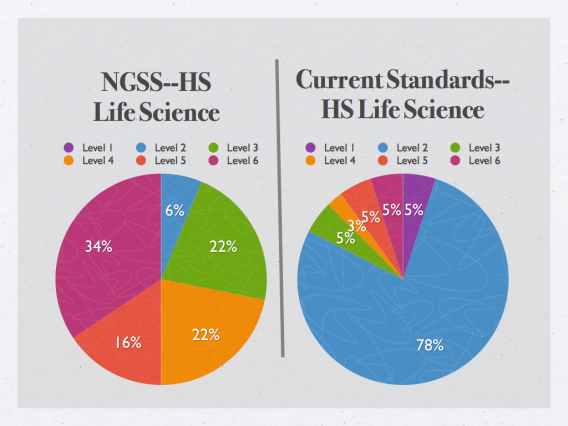 NGSS--HS
Life Science
Level 1 Level 2 Level 3
Level 4 Level 5 Level 6
6%
34%
22%
22%
16%
Current Standards--
HS Life Science
Level 1 Level 2 Level 3
Level 4 Level 5 Level 6
5% 5%
5%
3%
5%
78%